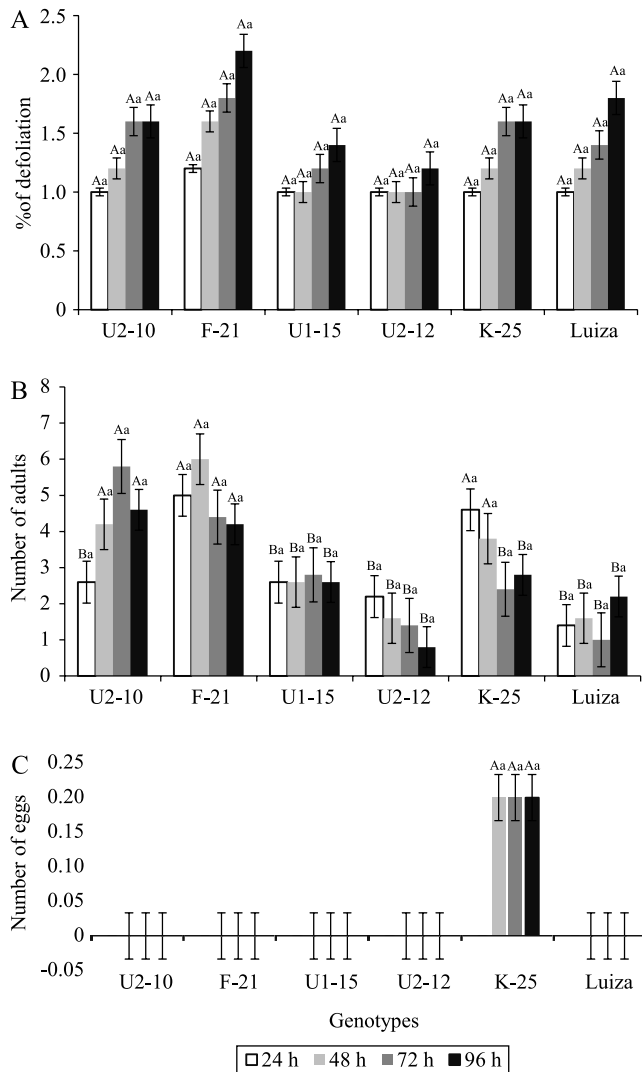 A
%of defoliation
2.5
2.0
1.5
1.0
0.5
0
Aa Aa Aa Aa
Aa Aa Aa Aa
Aa Aa Aa Aa
Aa Aa Aa Aa
Aa Aa Aa Aa
Aa Aa Aa Aa
U2-10 F-21 U1-15 U2-12 K-25 Luiza
B
Number of adults
8
7
6
5
4
3
2
1
0
Ba Aa Aa Aa
Aa Aa Aa Aa
Ba Ba Ba Ba
Ba Ba Ba Ba
Aa Aa Ba Ba
Ba Ba Ba Ba
U2-10 F-21 U1-15 U2-12 K-25 Luiza
C
Number of eggs
0.25
0.20
0.15
0.10
0.05
0
-0.05
Aa Aa Aa
U2-10 F-21 U1-15 U2-12 K-25 Luiza
Genotypes
24 h 48 h 72 h 96 h